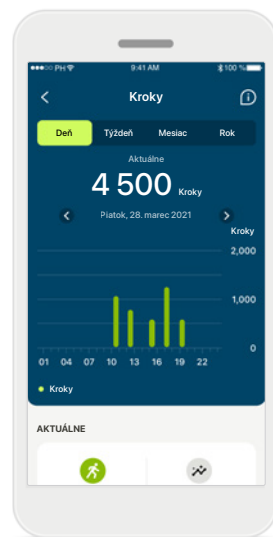 PH 9:41 AM 100 %
Kroky
Deň Týždeň Mesiac Rok
Aktuálne
4 500 Kroky
Piatok, 28. marec 2021
Kroky
2,000
1,000
0
01 04 07 10 13 16 19 22
Kroky
AKTUÁLNE